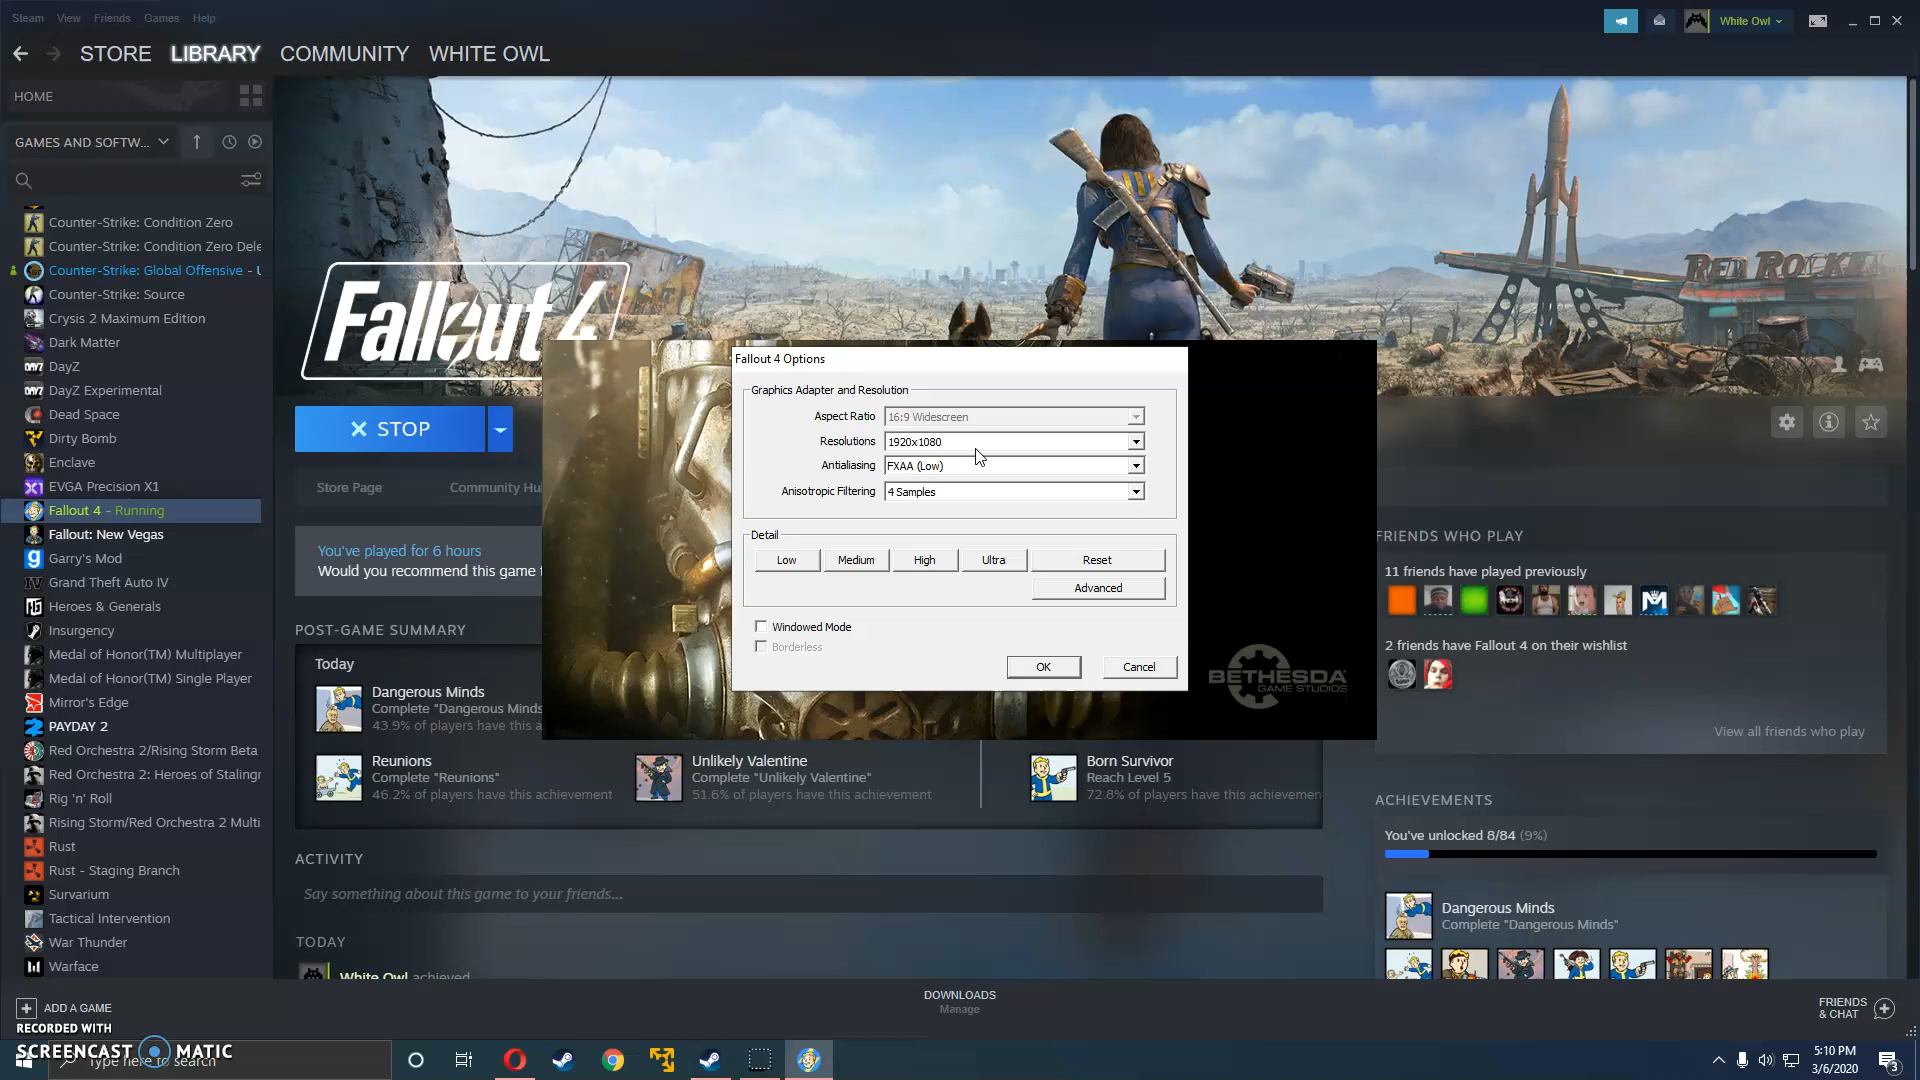 Steam View Friends Games Help
White Owl
STORE LIBRARY COMMUNITY WHITE OWL
HOME
GAMES AND SOFTW...
Counter-Strike: Condition Zero
Counter-Strike: Condition Zero Dele
Counter-Strike: Global Offensive - U
Counter-Strike: Source
Crysis 2 Maximum Edition
Dark Matter
DayZ
DayZ Experimental
Dead Space
Dirty Bomb
Enclave
EVGA Precision X1
Fallout 4 - Running
Fallout: New Vegas
Garry's Mod
Grand Theft Auto IV
Heroes & Generals
Insurgency
Medal of Honor(TM) Multiplayer
Medal of Honor(TM) Single Player
Mirror's Edge
PAYDAY 2
Red Orchestra 2/Rising Storm Beta
Red Orchestra 2: Heroes of Stalingr
Rig 'n' Roll
Rising Storm/Red Orchestra 2 Multi
Rust
Rust - Staging Branch
Survarium
Tactical Intervention
War Thunder
Warface
ADD A GAME
Fallout 4
RED ROCKE
STOP
Store Page
Community Hu
You've played for 6 hours
Would you recommend this game f
POST-GAME SUMMARY
Today
Dangerous Minds
Complete "Dangerous Minds
43.9% of players have this a
Reunions
Complete "Reunions"
46.2% of players have this achievement
Unlikely Valentine
Complete "Unlikely Valentine"
51.6% of players have this achievement
Born Survivor
Reach Level 5
72.8% of players have this achievemen
ACTIVITY
Say something about this game to your friends...
TODAY
White Owl achieved
Fallout 4 Options
Graphics Adapter and Resolution
Aspect Ratio 16:9 Widescreen
Resolutions 1920x1080
Antialiasing FXAA (Low)
Anisotropic Filtering 4 Samples
Detail
Low Medium High Ultra Reset
Advanced
Windowed Mode
Borderless
OK Cancel
BETHESDA
GAME STUDIOS
FRIENDS WHO PLAY
11 friends have played previously
2 friends have Fallout 4 on their wishlist
View all friends who play
ACHIEVEMENTS
You've unlocked 8/84 (9%)
Dangerous Minds
Complete "Dangerous Minds"
DOWNLOADS
Manage
FRIENDS
& CHAT
RECORDED WITH
SCREENCAST MATIC
Type here to search
5:10 PM
3/6/2020
3